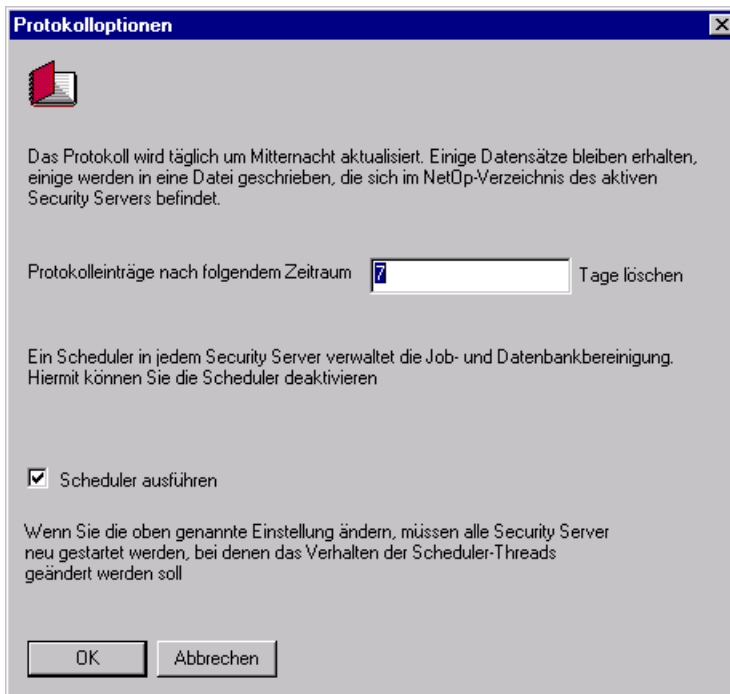 Protokolloptionen
Das Protokoll wird täglich um Mitternacht aktualisiert. Einige Datensätze bleiben erhalten,
einige werden in eine Datei geschrieben, die sich im NetOp-Verzeichnis des aktiven
Security Servers befindet.
Protokolleinträge nach folgendem Zeitraum 7 Tage löschen
Ein Scheduler in jedem Security Server verwaltet die Job- und Datenbankbereinigung.
Hiermit können Sie die Scheduler deaktivieren
Scheduler ausführen
Wenn Sie die oben genannte Einstellung ändern, müssen alle Security Server
neu gestartet werden, bei denen das Verhalten der Scheduler-Threads
geändert werden soll
OK Abbrechen